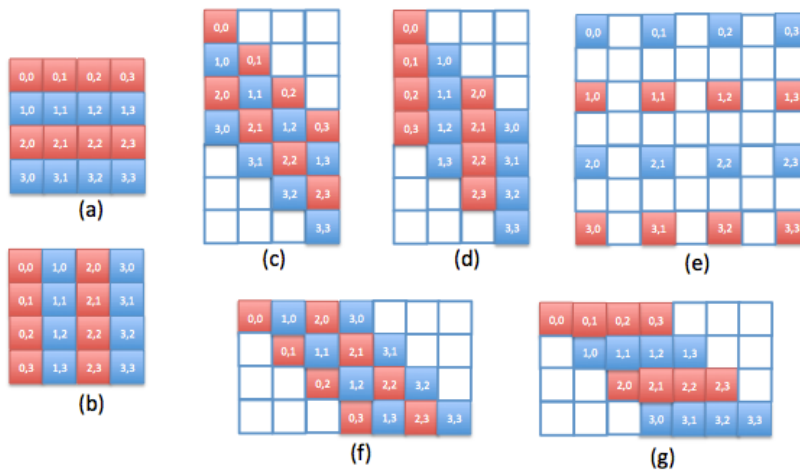 0,0 0,1 0,2 0,3
1,0 1,1 1,2 1,3
2,0 2,1 2,2 2,3
3,0 3,1 3,2 3,3
(a)
0,0 1,0 2,0 3,0
0,1 1,1 2,1 3,1
0,2 1,2 2,2 3,2
0,3 1,3 2,3 3,3
(b)
0,0
1,0 0,1
2,0 1,1 0,2
3,0 2,1 1,2 0,3
3,1 2,2 1,3
3,2 2,3
3,3
(c)
0,0
0,1 1,0
0,2 1,1 2,0
0,3 1,2 2,1 3,0
1,3 2,2 3,1
2,3 3,2
3,3
(d)
0,0 0,1 0,2 0,3
1,0 1,1 1,2 1,3
2,0 2,1 2,2 2,3
3,0 3,1 3,2 3,3
(e)
0,0 1,0 2,0 3,0
0,1 1,1 2,1 3,1
0,2 1,2 2,2 3,2
0,3 1,3 2,3 3,3
(f)
0,0 0,1 0,2 0,3
1,0 1,1 1,2 1,3
2,0 2,1 2,2 2,3
3,0 3,1 3,2 3,3
(g)